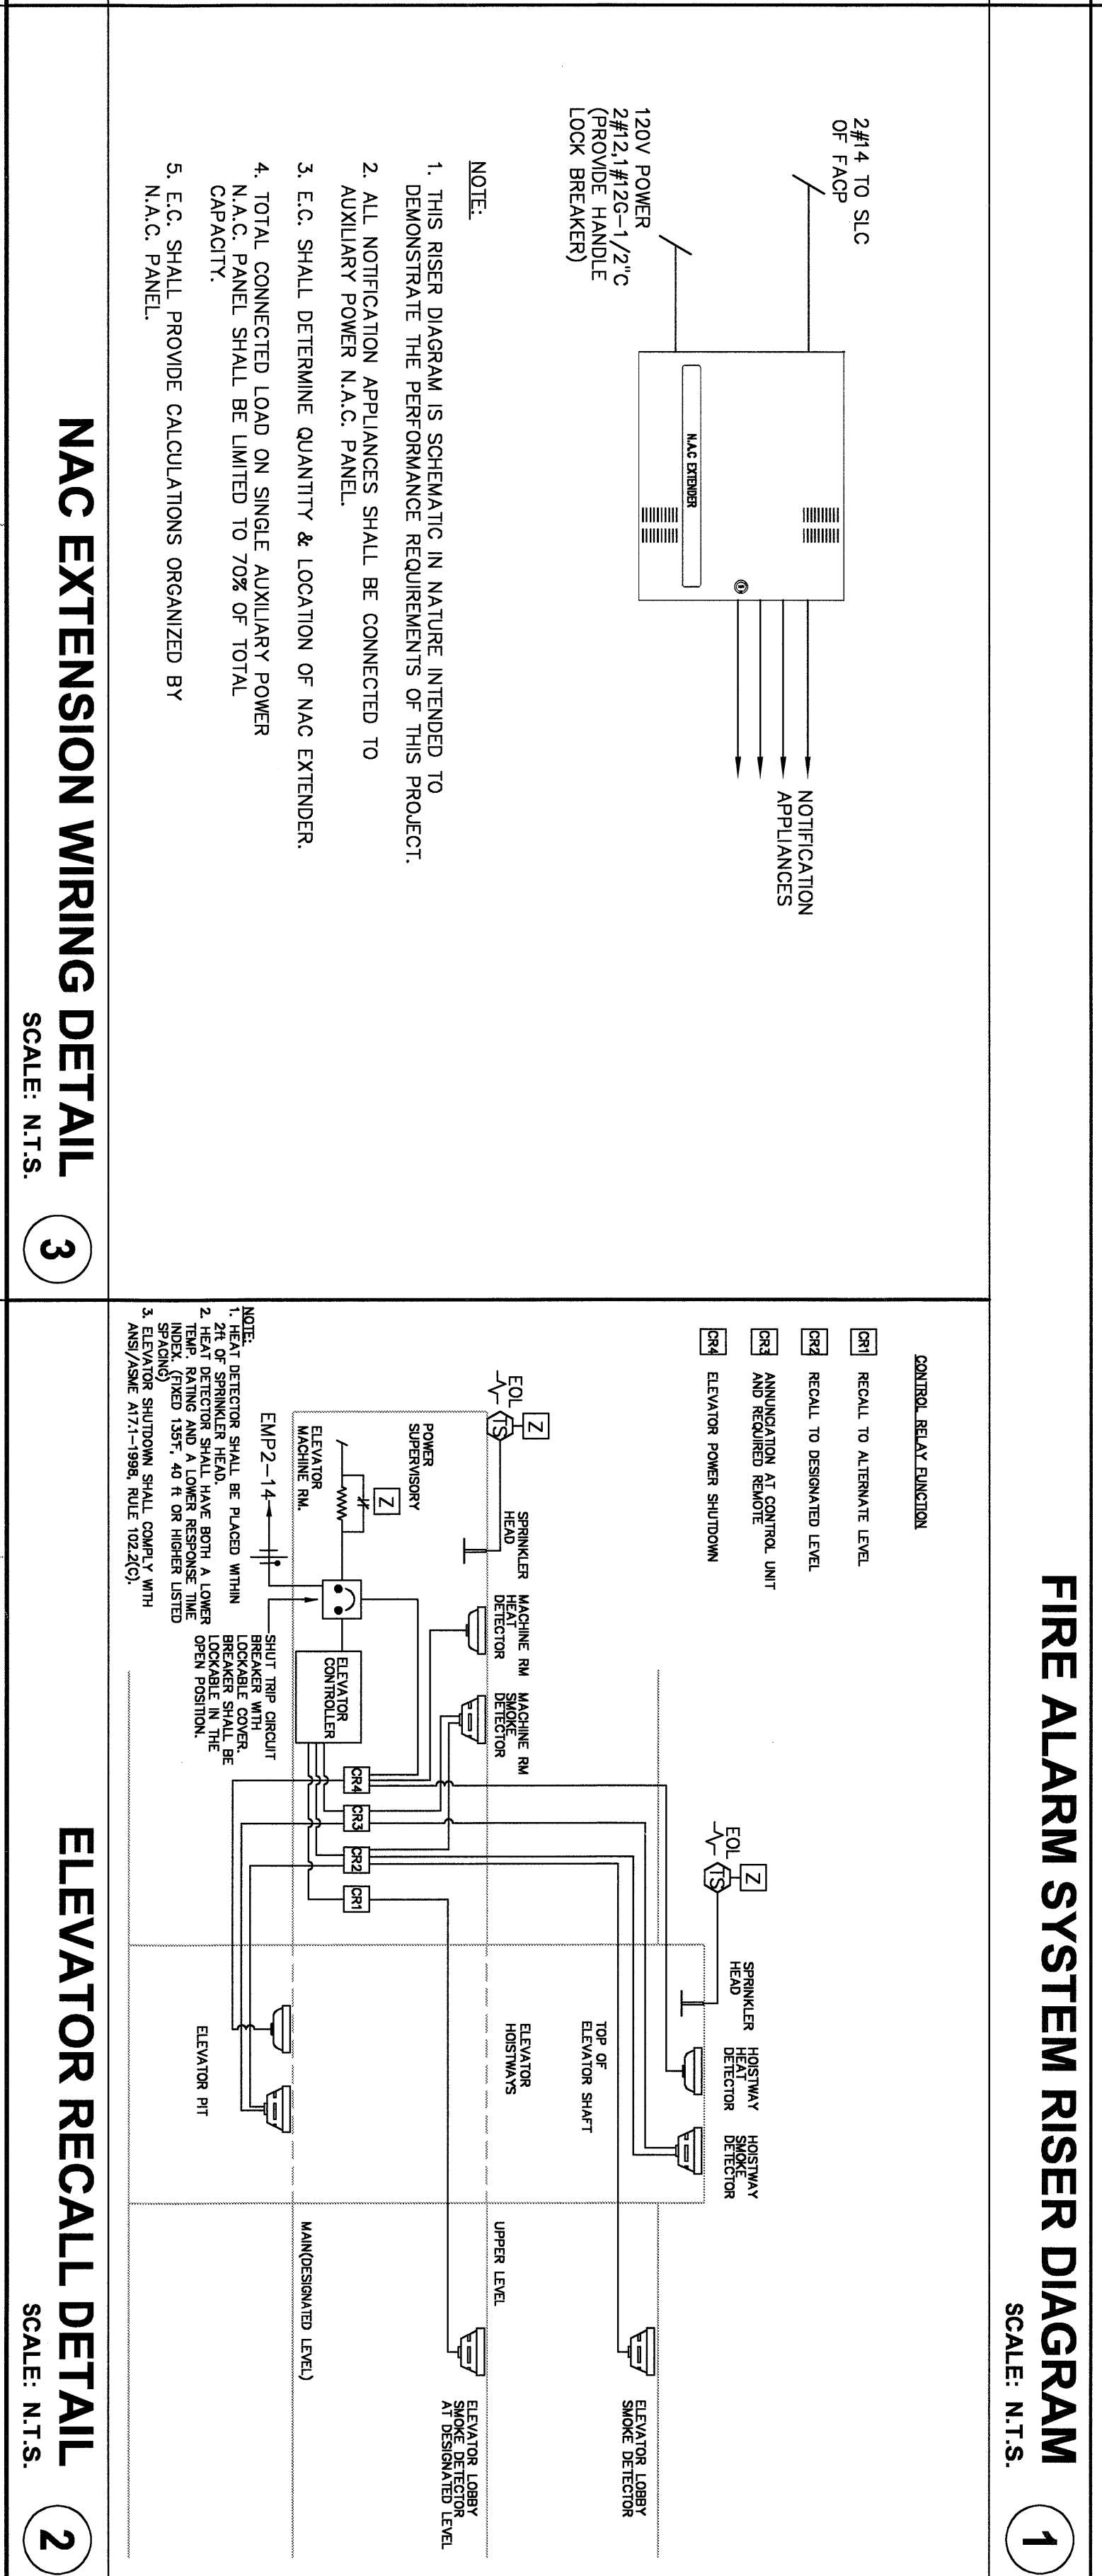 FIRE ALARM SYSTEM RISER DIAGRAM
SCALE: N.T.S.
1
2#14 TO SLC
OF FACP
120V POWER
2#12,1#12G-1/2"C
(PROVIDE HANDLE
LOCK BREAKER)
N.A.C EXTENDER
NOTIFICATION
APPLIANCES
NOTE:
1. THIS RISER DIAGRAM IS SCHEMATIC IN NATURE INTENDED TO
DEMONSTRATE THE PERFORMANCE REQUIREMENTS OF THIS PROJECT.
2. ALL NOTIFICATION APPLIANCES SHALL BE CONNECTED TO
AUXILIARY POWER N.A.C. PANEL.
3. E.C. SHALL DETERMINE QUANTITY & LOCATION OF NAC EXTENDER.
4. TOTAL CONNECTED LOAD ON SINGLE AUXILIARY POWER
N.A.C. PANEL SHALL BE LIMITED TO 70% OF TOTAL
CAPACITY.
5. E.C. SHALL PROVIDE CALCULATIONS ORGANIZED BY
N.A.C. PANEL.
NAC EXTENSION WIRING DETAIL
SCALE: N.T.S.
3
CONTROL RELAY FUNCTION
CR1 RECALL TO ALTERNATE LEVEL
CR2 RECALL TO DESIGNATED LEVEL
CR3 ANNUNCIATION AT CONTROL UNIT
AND REQUIRED REMOTE
CR4 ELEVATOR POWER SHUTDOWN
Z
TS
EOL
SPRINKLER
HEAD
HOISTWAY
HEAT
DETECTOR
HOISTWAY
SMOKE
DETECTOR
ELEVATOR LOBBY
SMOKE DETECTOR
TOP OF
ELEVATOR SHAFT
ELEVATOR
HOISTWAYS
Z
TS
EOL
SPRINKLER
HEAD
MACHINE RM
HEAT
DETECTOR
MACHINE RM
SMOKE
DETECTOR
UPPER LEVEL
ELEVATOR LOBBY
SMOKE DETECTOR
AT DESIGNATED LEVEL
POWER
SUPERVISORY
Z
ELEVATOR
MACHINE RM.
ELEVATOR
CONTROLLER
CR4
CR3
CR2
CR1
MAIN(DESIGNATED LEVEL)
ELEVATOR PIT
EMP2-14
SHUT TRIP CIRCUIT
BREAKER WITH
LOCKABLE COVER.
BREAKER SHALL BE
LOCKABLE IN THE
OPEN POSITION.
NOTE:
1. HEAT DETECTOR SHALL BE PLACED WITHIN
2ft OF SPRINKLER HEAD.
2. HEAT DETECTOR SHALL HAVE BOTH A LOWER
TEMP. RATING AND A LOWER RESPONSE TIME
INDEX. (FIXED 135°F, 40 ft OR HIGHER LISTED
SPACING)
3. ELEVATOR SHUTDOWN SHALL COMPLY WITH
ANSI/ASME A17.1-1998, RULE 102.2(C).
ELEVATOR RECALL DETAIL
SCALE: N.T.S.
2